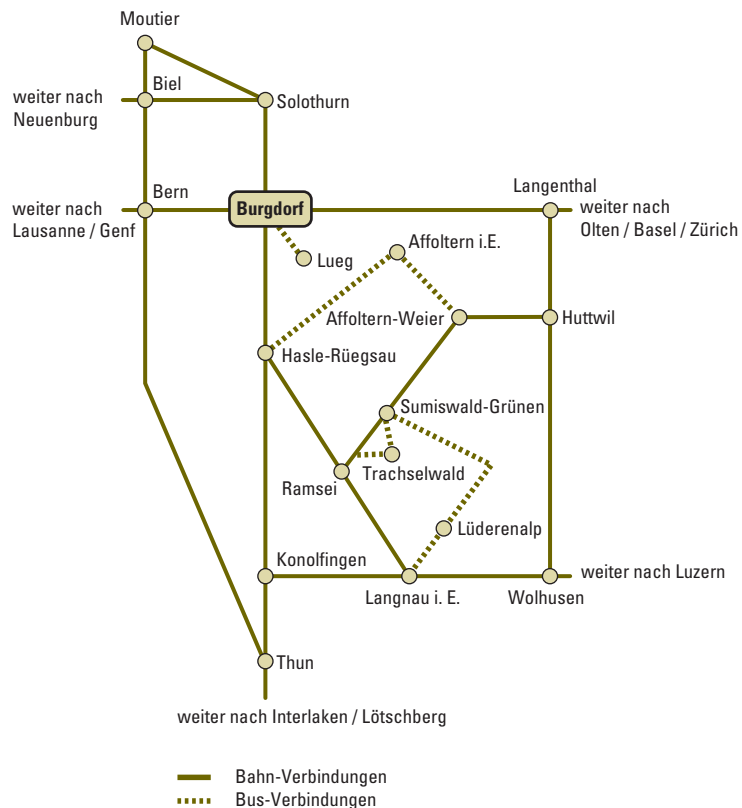 Moutier
Biel
weiter nach
Neuenburg
Solothurn
Bern
weiter nach
Lausanne / Genf
Burgdorf
Langenthal
weiter nach
Olten / Basel / Zürich
Lueg
Affoltern i.E.
Affoltern-Weier
Huttwil
Hasle-Rüegsau
Sumiswald-Grünen
Trachselwald
Ramsei
Lüderenalp
Konolfingen
Langnau i. E.
Wolhusen
weiter nach Luzern
Thun
weiter nach Interlaken / Lötschberg
Bahn-Verbindungen
Bus-Verbindungen